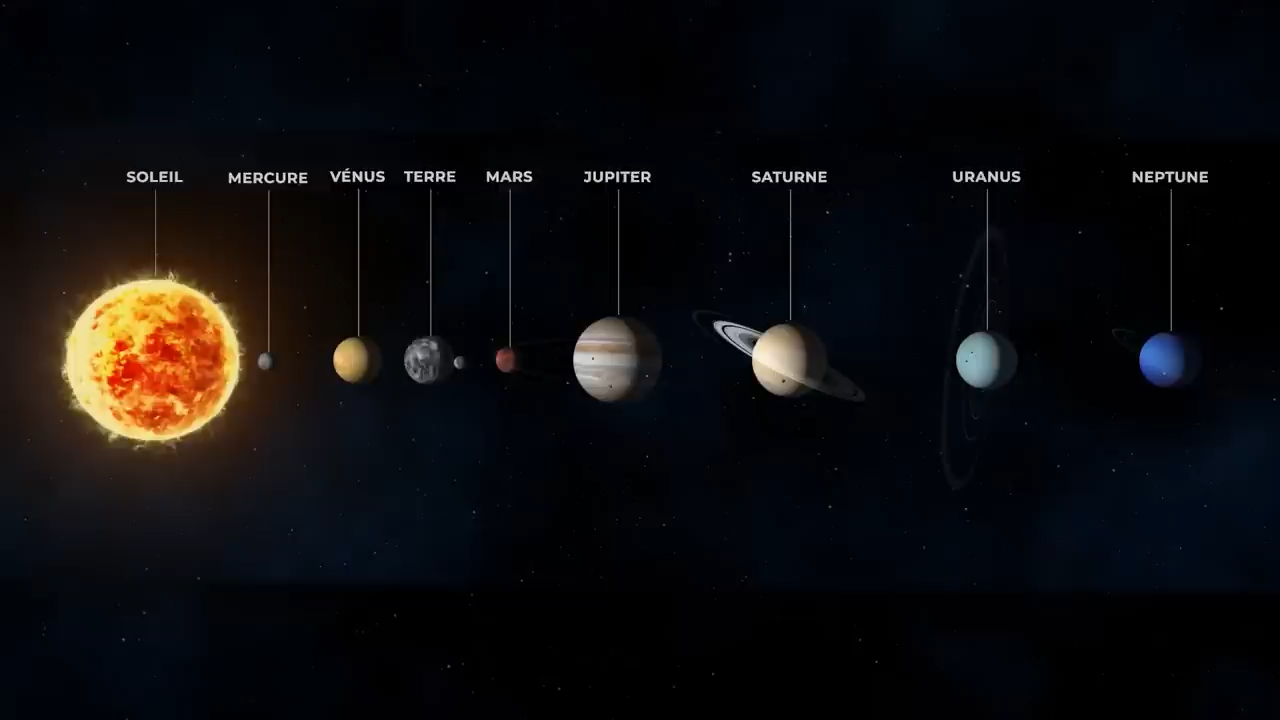 SOLEIL
MERCURE
VÉNUS
TERRE
MARS
JUPITER
SATURNE
URANUS
NEPTUNE